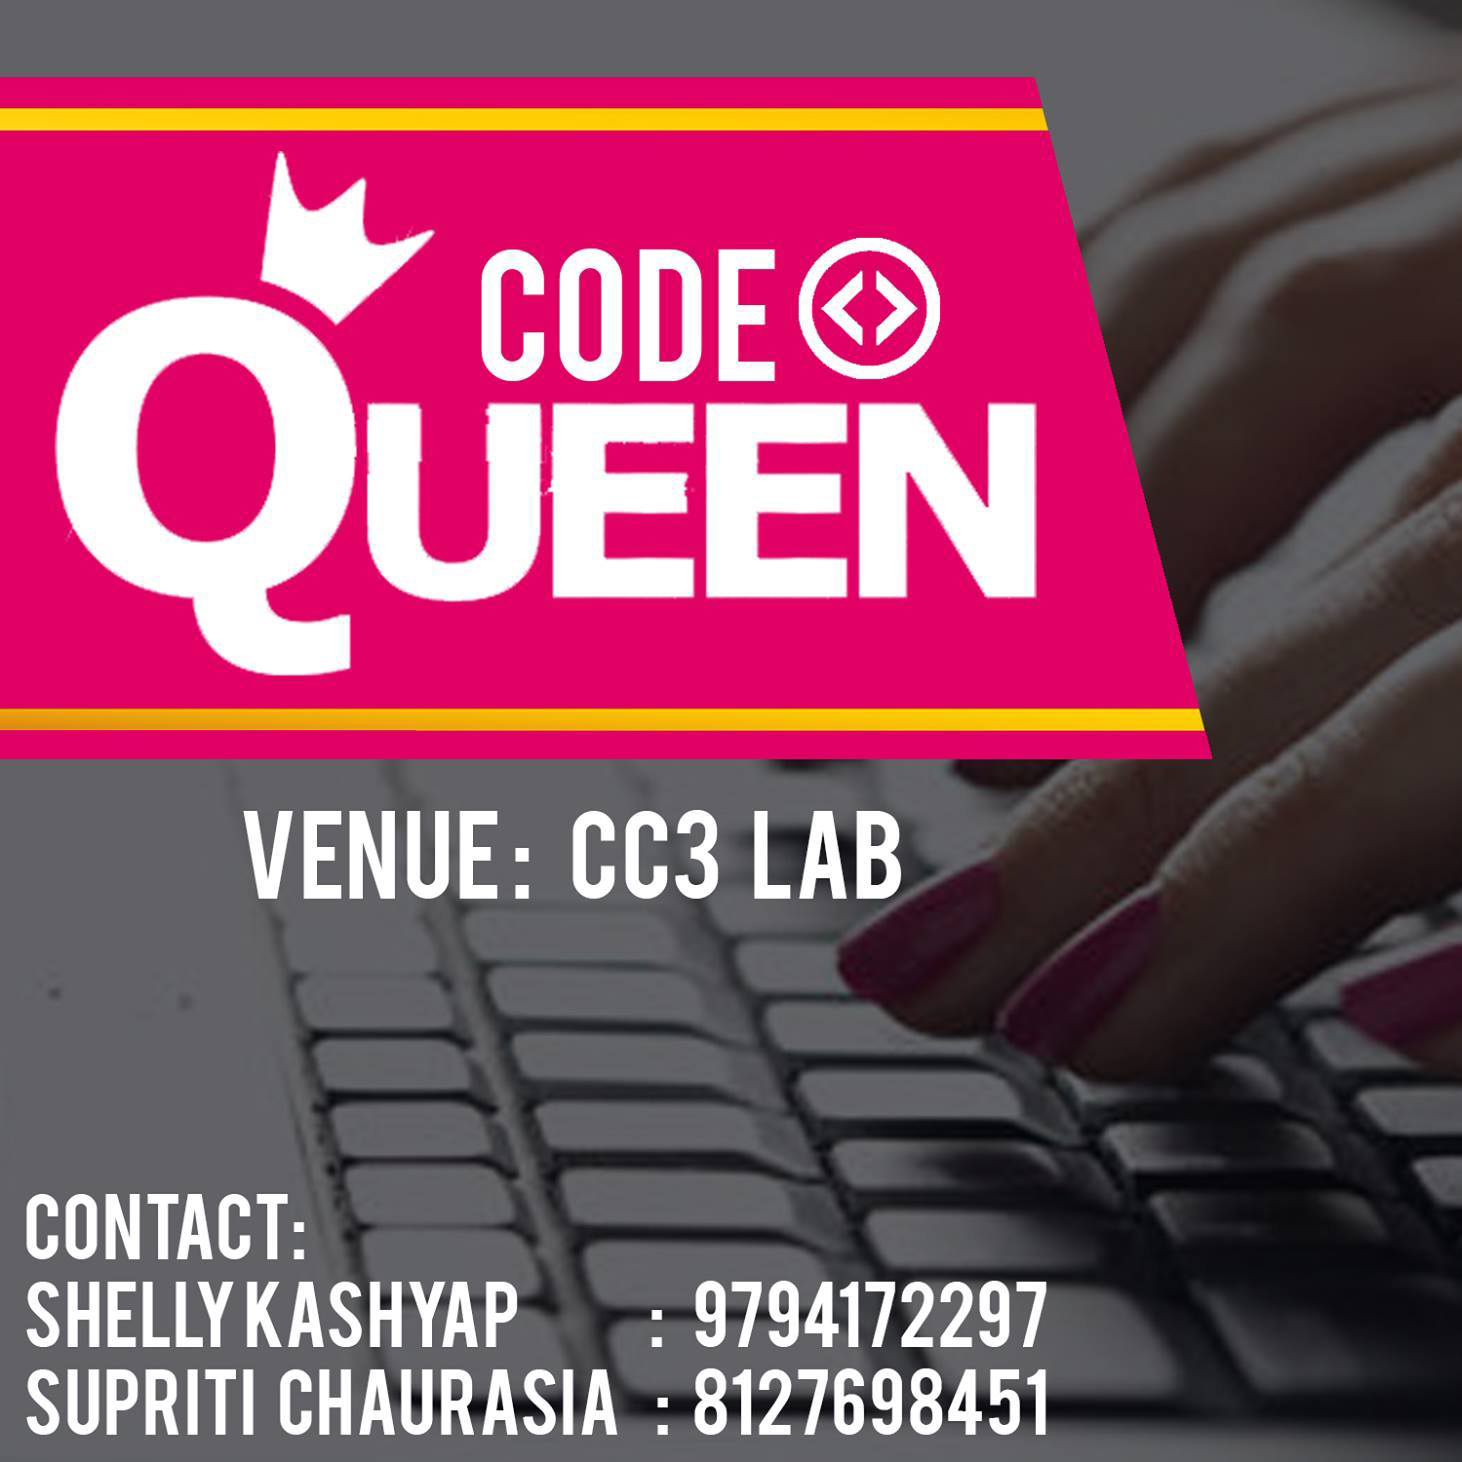 CODE
QUEEN
VENUE: CC3 LAB
CONTACT:
SHELLY KASHYAP : 9794172297
SUPRITI CHAURASIA : 8127698451